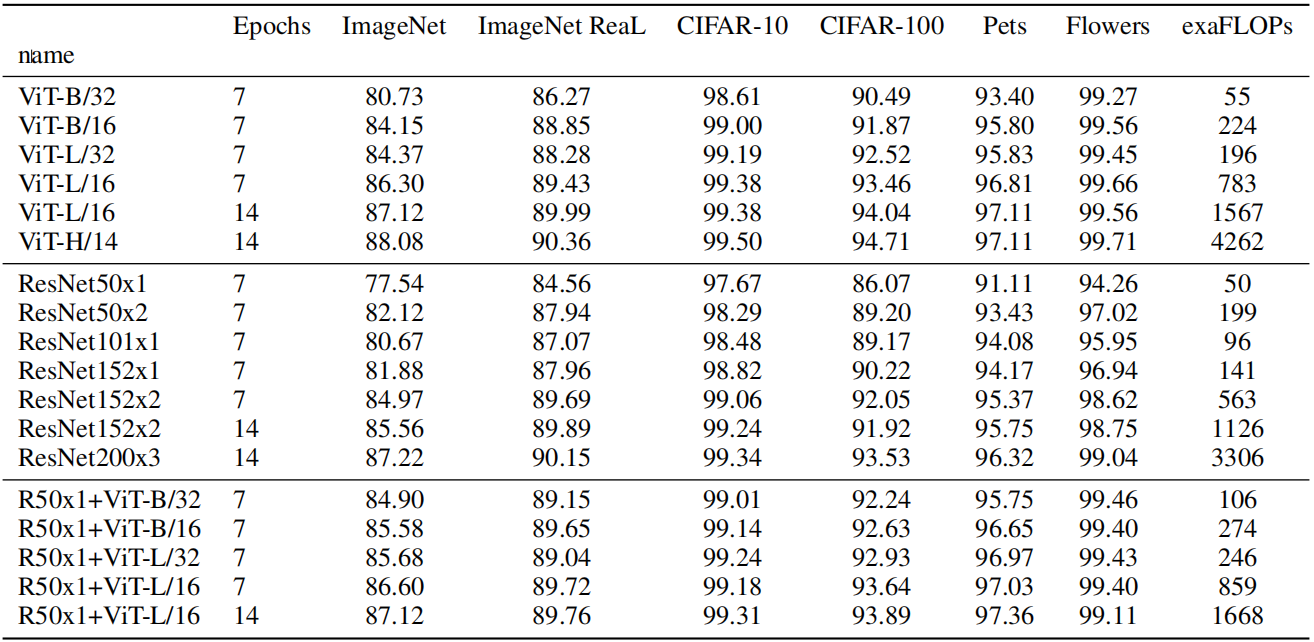 Epochs ImageNet ImageNet ReaL CIFAR-10 CIFAR-100 Pets Flowers exaFLOPs
name
ViT-B/32 7 80.73 86.27 98.61 90.49 93.40 99.27 55
ViT-B/16 7 84.15 88.85 99.00 91.87 95.80 99.56 224
ViT-L/32 7 84.37 88.28 99.19 92.52 95.83 99.45 196
ViT-L/16 7 86.30 89.43 99.38 93.46 96.81 99.66 783
ViT-L/16 14 87.12 89.99 99.38 94.04 97.11 99.56 1567
ViT-H/14 14 88.08 90.36 99.50 94.71 97.11 99.71 4262
ResNet50x1 7 77.54 84.56 97.67 86.07 91.11 94.26 50
ResNet50x2 7 82.12 87.94 98.29 89.20 93.43 97.02 199
ResNet101x1 7 80.67 87.07 98.48 89.17 94.08 95.95 96
ResNet152x1 7 81.88 87.96 98.82 90.22 94.17 96.94 141
ResNet152x2 7 84.97 89.69 99.06 92.05 95.37 98.62 563
ResNet152x2 14 85.56 89.89 99.24 91.92 95.75 98.75 1126
ResNet200x3 14 87.22 90.15 99.34 93.53 96.32 99.04 3306
R50x1+ViT-B/32 7 84.90 89.15 99.01 92.24 95.75 99.46 106
R50x1+ViT-B/16 7 85.58 89.65 99.14 92.63 96.65 99.40 274
R50x1+ViT-L/32 7 85.68 89.04 99.24 92.93 96.97 99.43 246
R50x1+ViT-L/16 7 86.60 89.72 99.18 93.64 97.03 99.40 859
R50x1+ViT-L/16 14 87.12 89.76 99.31 93.89 97.36 99.11 1668